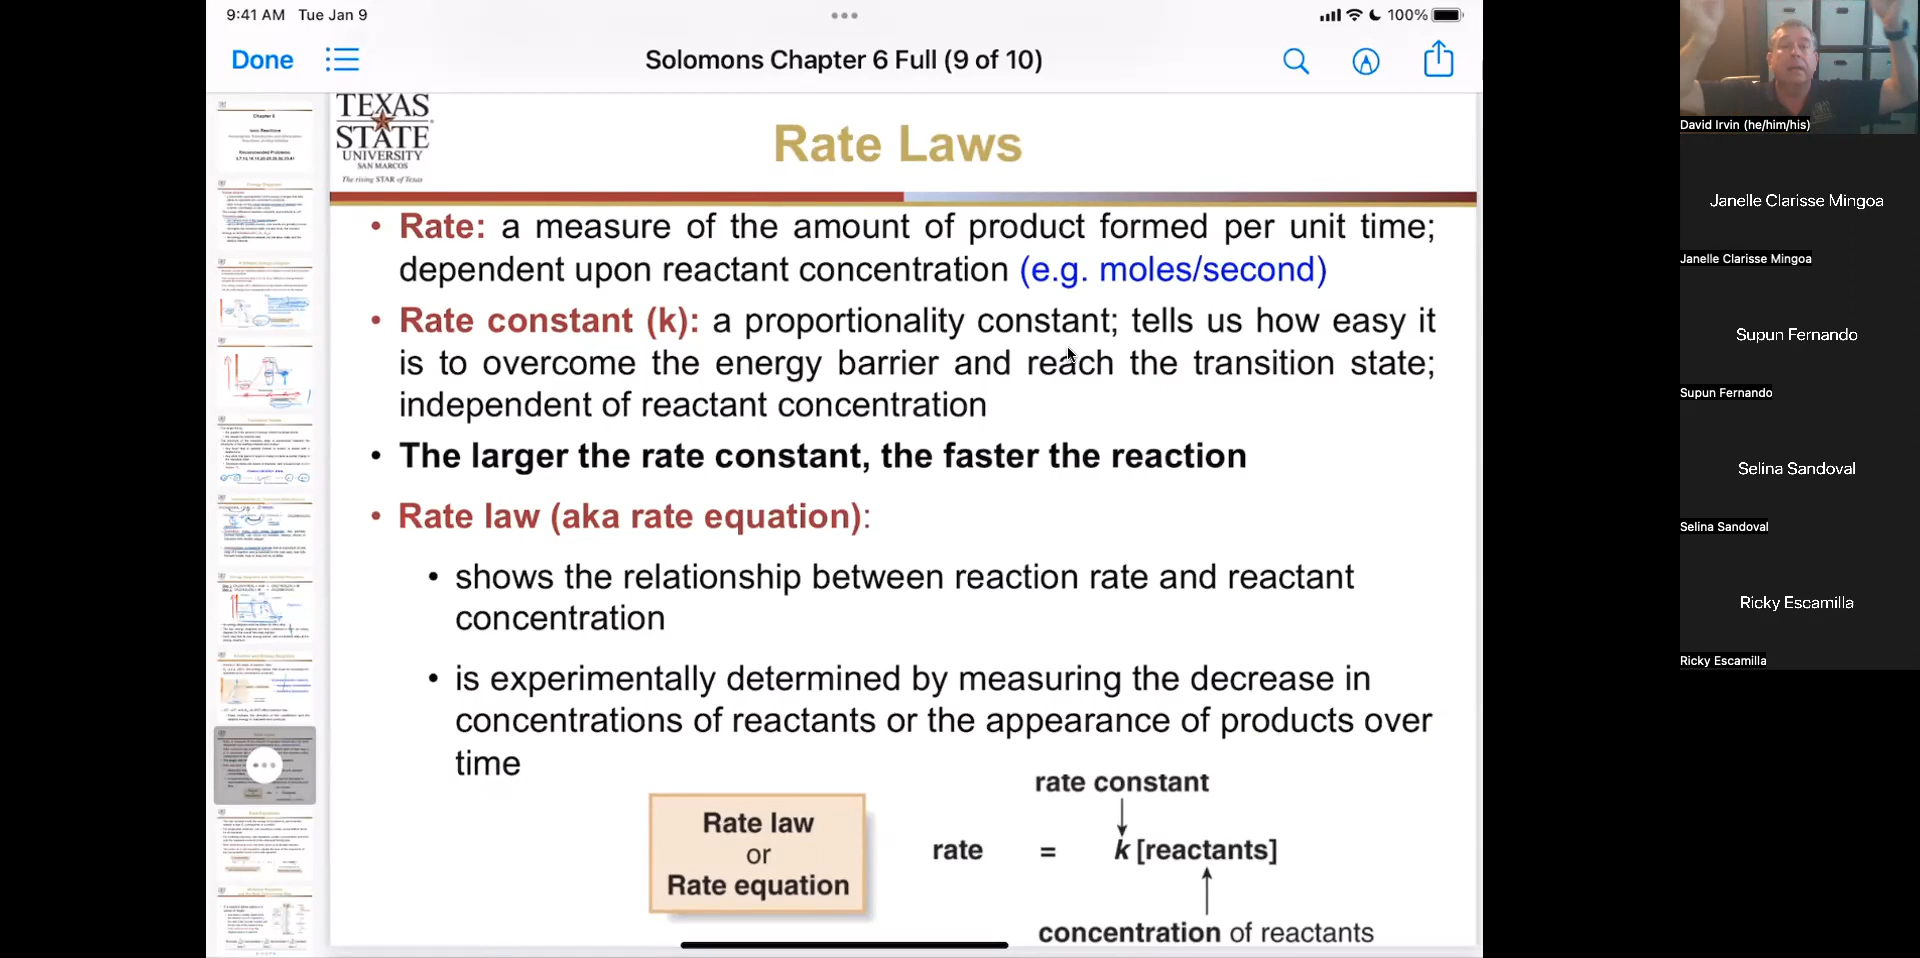 9:41 AM Tue Jan 9
100%
Done
Solomons Chapter 6 Full (9 of 10)
TEXAS
STATE
UNIVERSITY
SAN MARCOS
The rising STAR of Texas
Rate Laws
• Rate: a measure of the amount of product formed per unit time;
dependent upon reactant concentration (e.g. moles/second)
• Rate constant (k): a proportionality constant; tells us how easy it
is to overcome the energy barrier and reach the transition state;
independent of reactant concentration
• The larger the rate constant, the faster the reaction
• Rate law (aka rate equation):
• shows the relationship between reaction rate and reactant
concentration
• is experimentally determined by measuring the decrease in
concentrations of reactants or the appearance of products over
time
Rate law
or
Rate equation
rate constant
rate = k [reactants]
concentration of reactants
David Irvin (he/him/his)
Janelle Clarisse Mingoa
Janelle Clarisse Mingoa
Supun Fernando
Supun Fernando
Selina Sandoval
Selina Sandoval
Ricky Escamilla
Ricky Escamilla